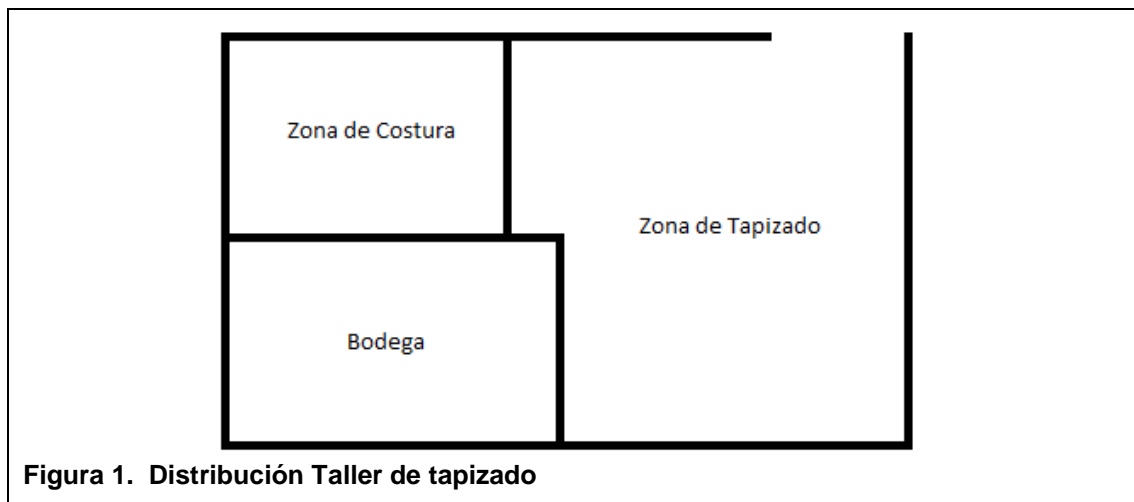 Zona de Costura
Zona de Tapizado
Bodega
Figura 1. Distribución Taller de tapizado